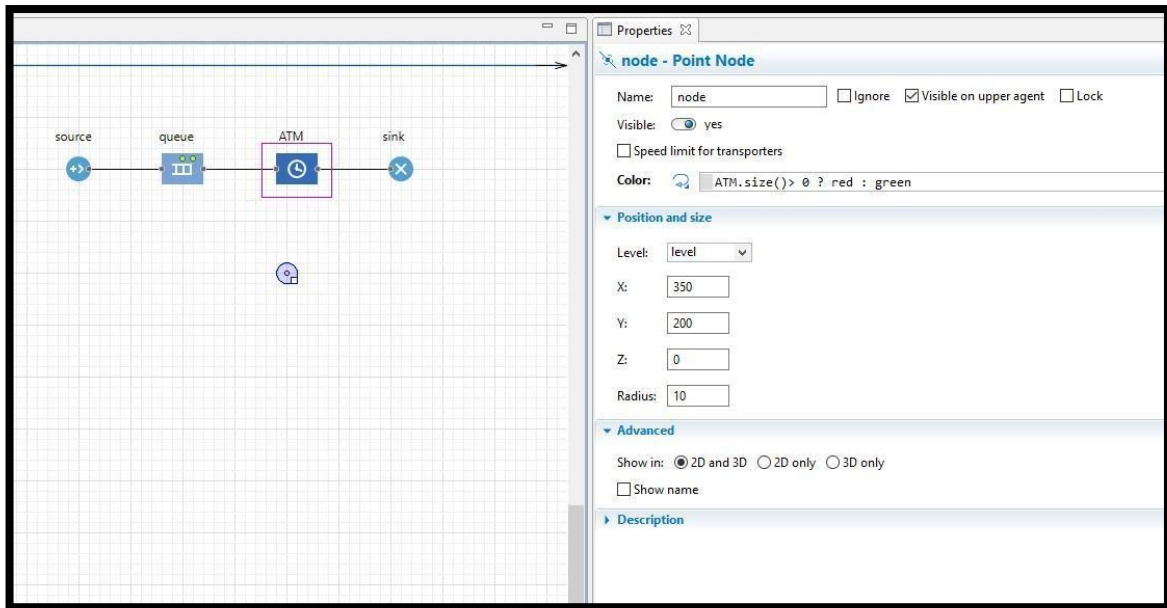 source queue ATM sink
Properties
node - Point Node
Name: node Ignore Visible on upper agent Lock
Visible: yes
Speed limit for transporters
Color: ATM.size()> 0 ? red : green
Position and size
Level: level
X: 350
Y: 200
Z: 0
Radius: 10
Advanced
Show in: 2D and 3D 2D only 3D only
Show name
Description